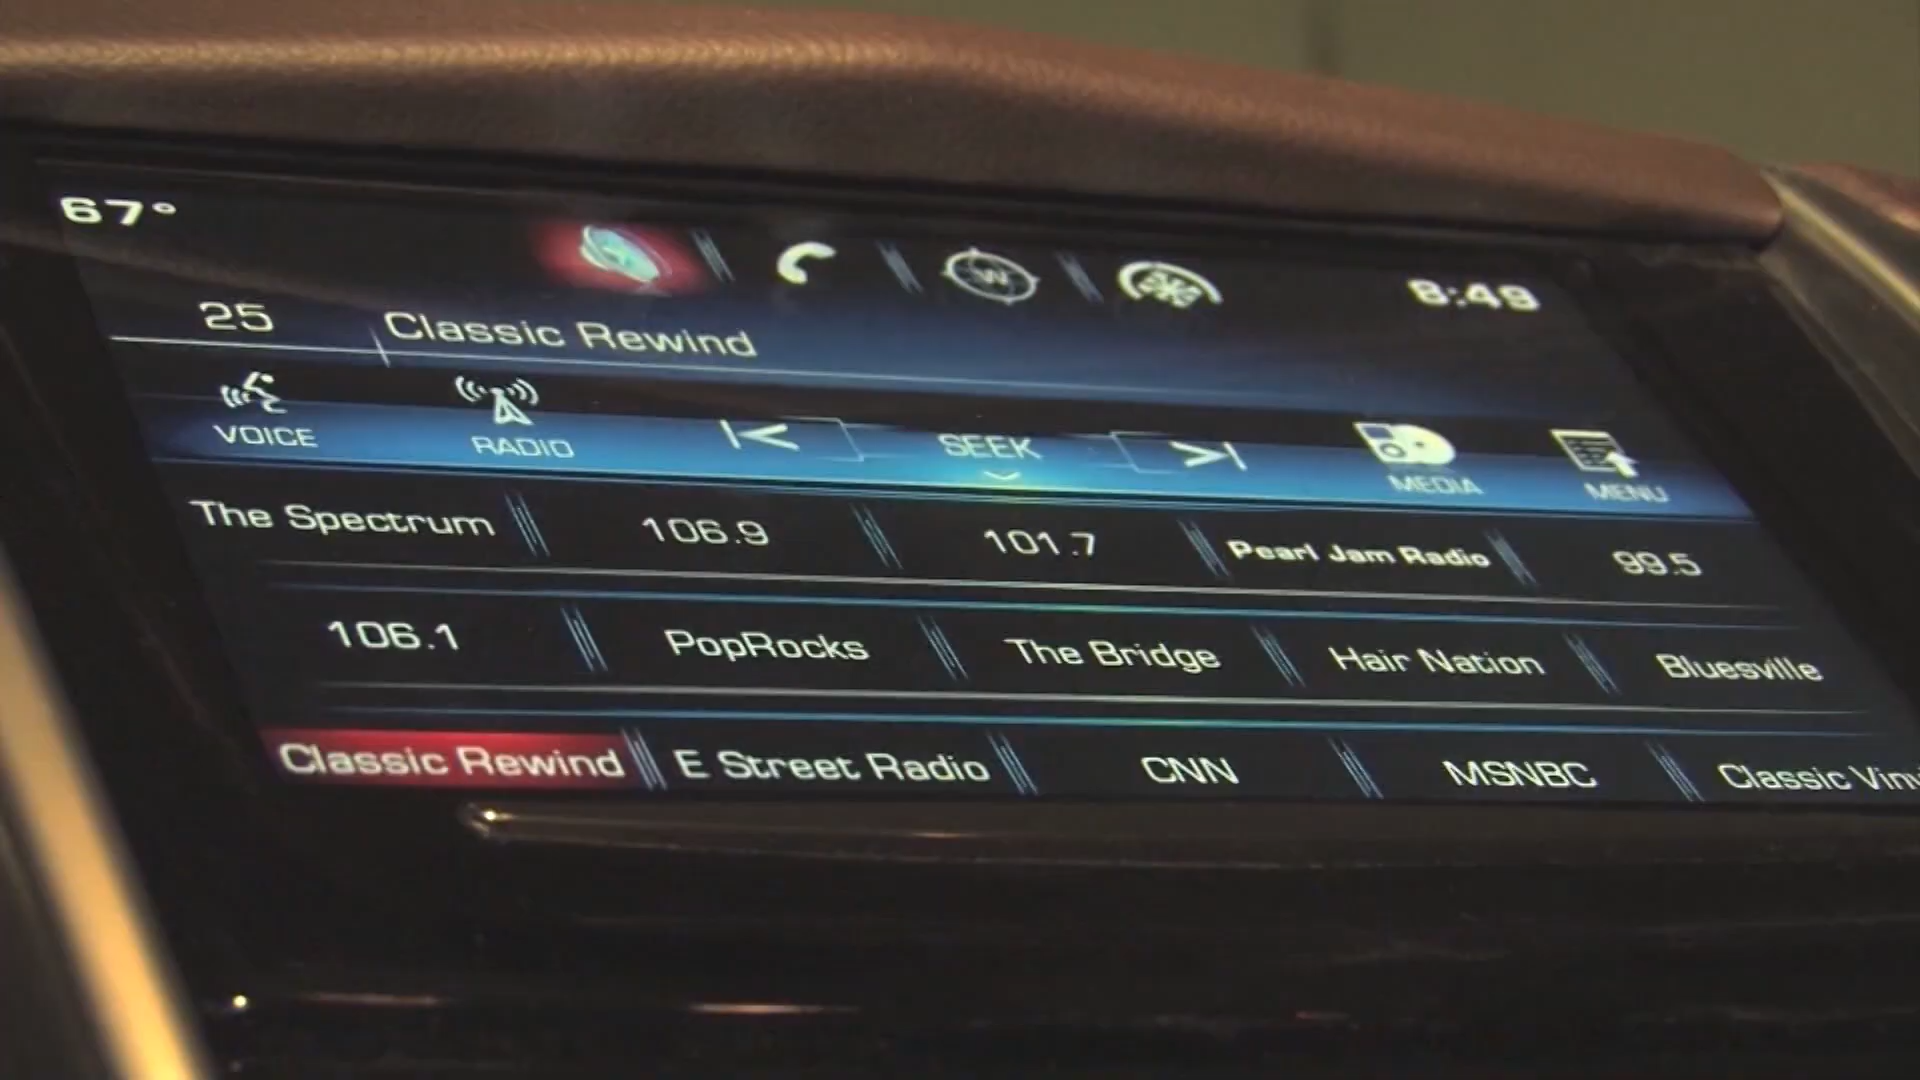 67°
W
8:49
25 Classic Rewind
VOICE RADIO SEEK MEDIA MENU
The Spectrum 106.9 101.7 Pearl Jam Radio 99.5
106.1 PopRocks The Bridge Hair Nation Bluesville
Classic Rewind E Street Radio CNN MSNBC Classic Viny